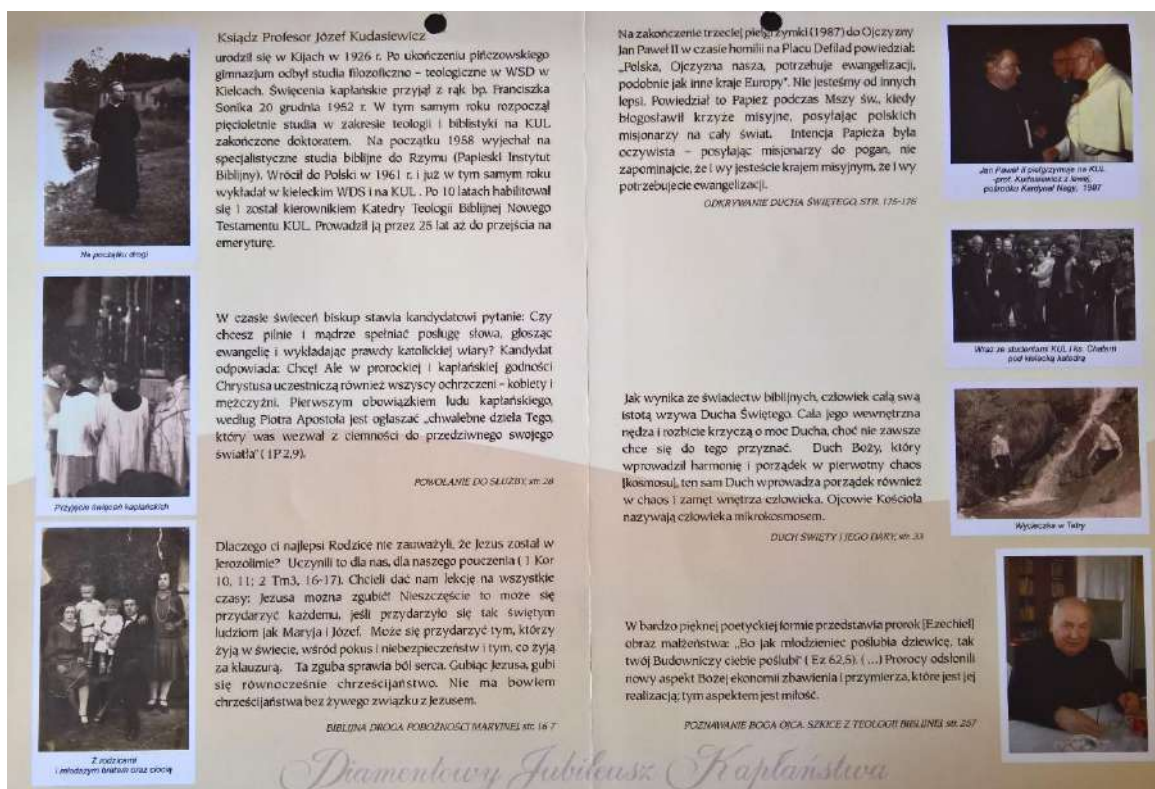 Ksiądz Profesor Józef Kudasiewicz
urodził się w Kijach w 1926 r. Po ukończeniu pińczowskiego
gimnazjum odbył studia filozoficzno – teologiczne w WSD w
Kielcach. Święcenia kapłańskie przyjął z rąk bp. Franciszka
Sonika 20 grudnia 1952 r. W tym samym roku rozpoczął
pięcioletnie studia w zakresie teologii i biblistyki na KUL
zakończone doktoratem. Na początku 1958 wyjechał na
specjalistyczne studia biblijne do Rzymu (Papieski Instytut
Biblijny). Wrócił do Polski w 1961 r. i już w tym samym roku
wykładał w kieleckim WDS i na KUL . Po 10 latach habilitował
się i został kierownikiem Katedry Teologii Biblijnej Nowego
Testamentu KUL. Prowadził ją przez 25 lat aż do przejścia na
emeryturę.
W czasie święceń biskup stawia kandydatowi pytanie: Czy
chcesz pilnie i mądrze spełniać posługę słowa, głosząc
ewangelię i wykładając prawdy katolickiej wiary? Kandydat
odpowiada: Chcę! Ale w prorockiej i kapłańskiej godności
Chrystusa uczestniczą również wszyscy ochrzczeni – kobiety i
mężczyźni. Pierwszym obowiązkiem ludu kapłańskiego,
według Piotra Apostoła jest ogłaszać „chwalebne dzieła Tego,
który was wezwał z ciemności do przedziwnego swojego
światła" ( 1P 2,9).
POWOŁANIE DO SŁUŻBY, str. 28
Dlaczego ci najlepsi Rodzice nie zauważyli, że Jezus został w
Jerozolimie? Uczynili to dla nas, dla naszego pouczenia ( 1 Kor
10, 11; 2 Tm3, 16-17). Chcieli dać nam lekcję na wszystkie
czasy: Jezusa można zgubić! Nieszczęście to może się
przydarzyć każdemu, jeśli przydarzyło się tak świętym
ludziom jak Maryja i Józef. Może się przydarzyć tym, którzy
żyją w świecie, wśród pokus i niebezpieczeństw i tym, co żyją
za klauzurą. Ta zguba sprawia ból serca. Gubiąc Jezusa, gubi
się równocześnie chrześcijaństwo. Nie ma bowiem
chrześcijaństwa bez żywego związku z Jezusem.
BIBLIJNA DROGA POBOŻNOŚCI MARYJNEJ, str. 16-7
Na początku drogi
Przyjęcie święceń kapłańskich
Z rodzicami
i młodszym bratem oraz ciocią
Na zakończenie trzeciej pielgrzymki (1987) do Ojczyzny
Jan Paweł II w czasie homilii na Placu Defilad powiedział:
„Polska, Ojczyzna nasza, potrzebuje ewangelizacji,
podobnie jak inne kraje Europy". Nie jesteśmy od innych
lepsi. Powiedział to Papież podczas Mszy św., kiedy
błogosławił krzyże misyjne, posyłając polskich
misjonarzy na cały świat. Intencja Papieża była
oczywista – posyłając misjonarzy do pogan, nie
zapominajcie, że i wy jesteście krajem misyjnym, że i wy
potrzebujecie ewangelizacji.
ODKRYWANIE DUCHA ŚWIĘTEGO, STR. 175-176
Jak wynika ze świadectw biblijnych, człowiek całą swą
istotą wzywa Ducha Świętego. Cała jego wewnętrzna
nędza i rozbicie krzyczą o moc Ducha, choć nie zawsze
chce się do tego przyznać. Duch Boży, który
wprowadził harmonię i porządek w pierwotny chaos
[kosmosu], ten sam Duch wprowadza porządek również
w chaos i zamęt wnętrza człowieka. Ojcowie Kościoła
nazywają człowieka mikrokosmosem.
DUCH ŚWIĘTY I JEGO DARY, str. 33
W bardzo pięknej poetyckiej formie przedstawia prorok [Ezechiel]
obraz małżeństwa: „Bo jak młodzieniec poślubia dziewicę, tak
twój Budowniczy ciebie poślubi" ( Ez 62,5). ( ...) Prorocy odsłonili
nowy aspekt Bożej ekonomii zbawienia i przymierza, które jest jej
realizacją; tym aspektem jest miłość.
POZNAWANIE BOGA OJCA. SZKICE Z TEOLOGII BIBLIJNEJ, str. 257
Jan Paweł II pielgrzymuje na KUL
-prof. Kudasiewicz z lewej,
pośrodku Kardynał Nagy, 1987
Wraz ze studentami KUL i ks.
pod kielecką katedrą
Wycieczka w Tatry
Diamentowy Jubileusz Kapłaństwa